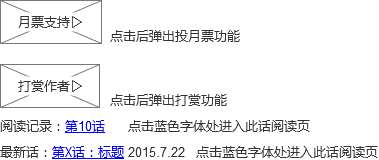 月票支持▷ 点击后弹出投月票功能
打赏作者▷ 点击后弹出打赏功能
阅读记录：第10话 点击蓝色字体处进入此话阅读页
最新话：第X话：标题 2015.7.22 点击蓝色字体处进入此话阅读页